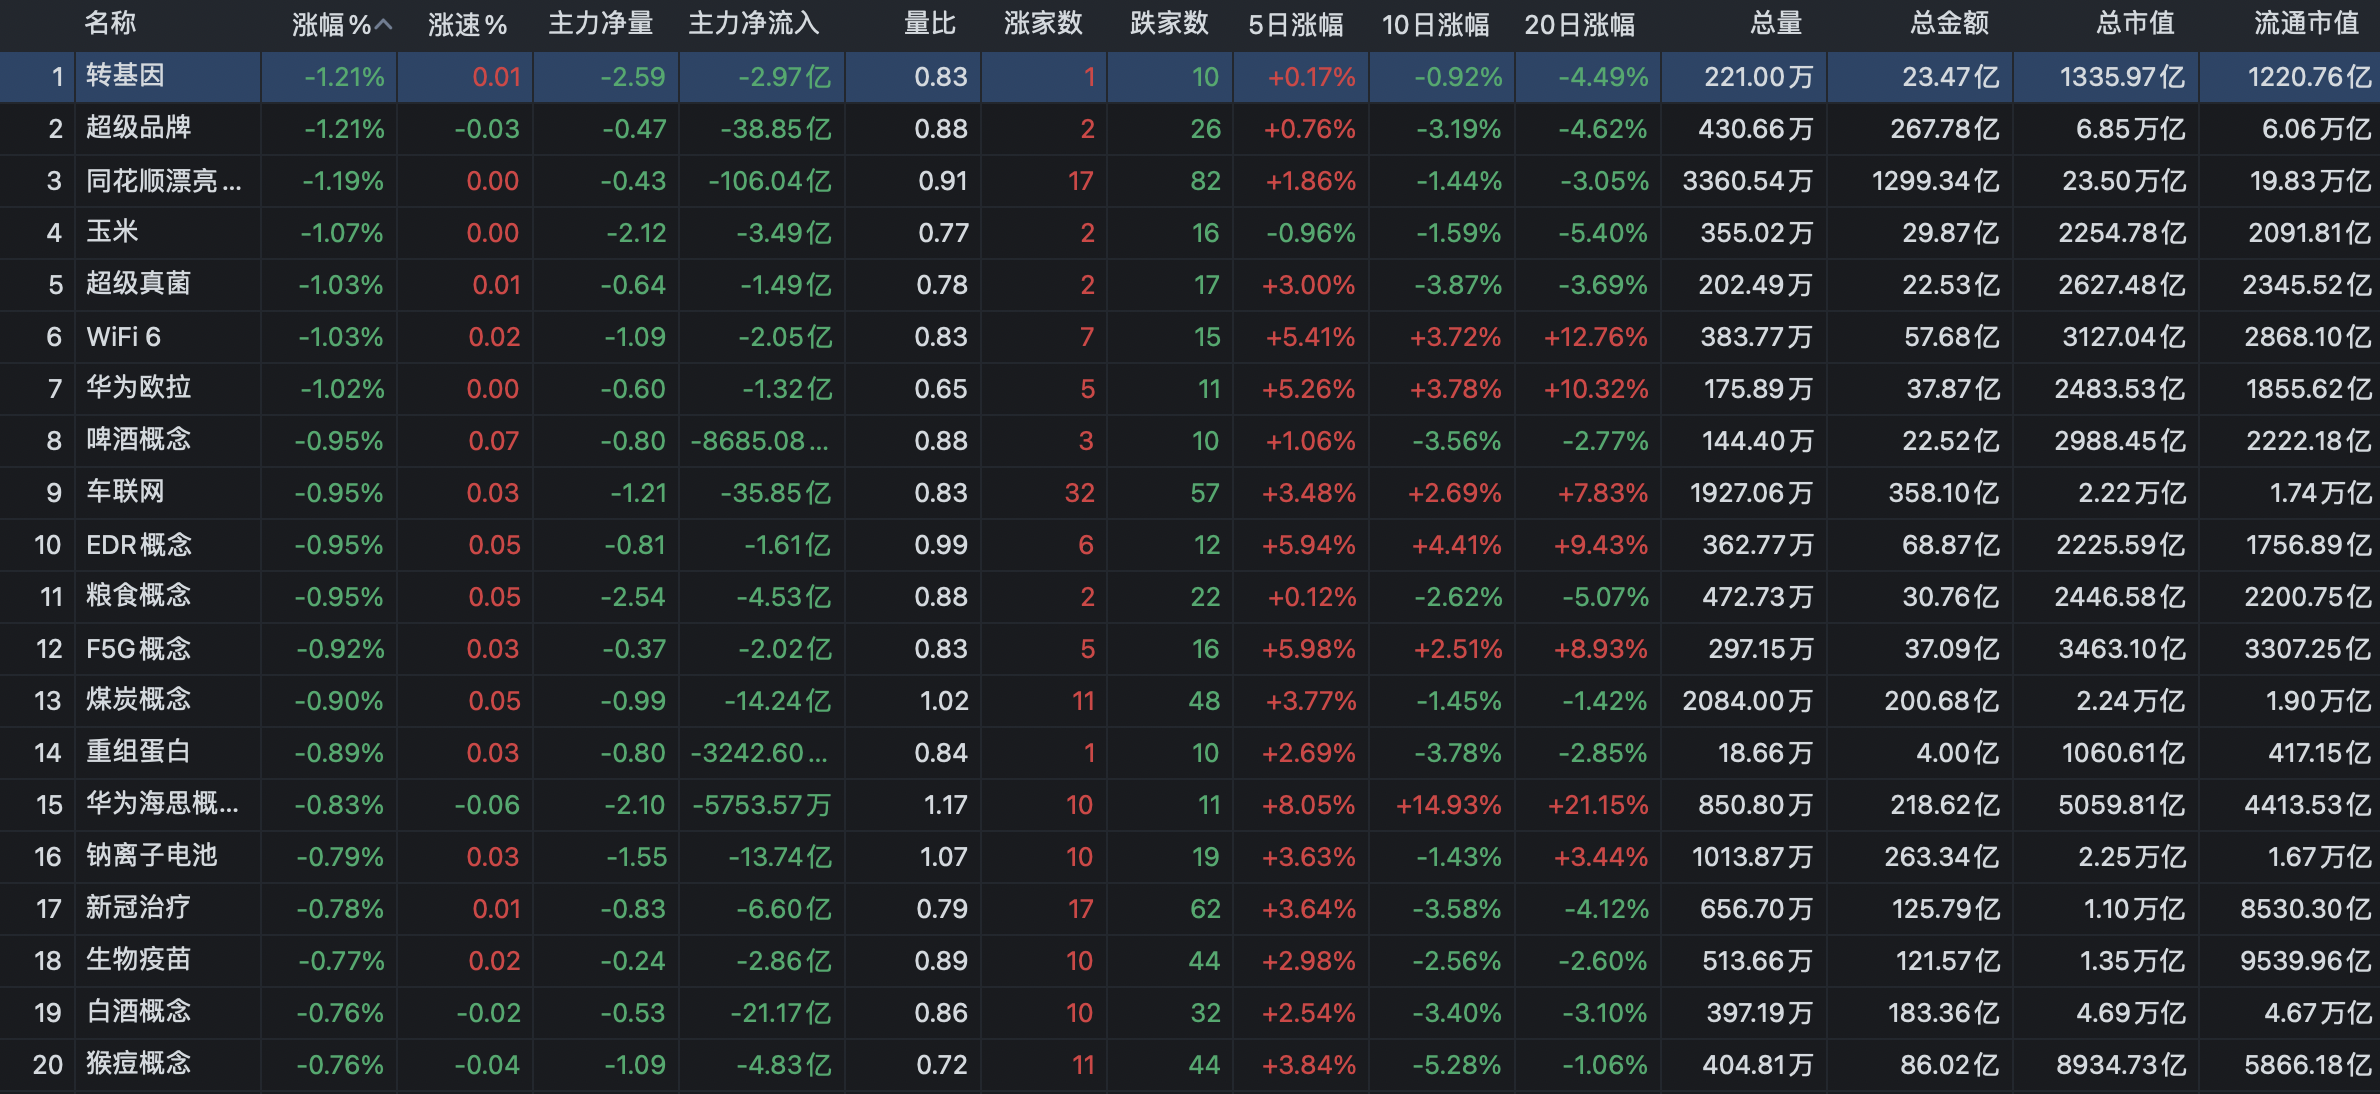 名称 涨幅% 涨速% 主力净量 主力净流入 量比 涨家数 跌家数 5日涨幅 10日涨幅 20日涨幅 总量 总金额 总市值 流通市值
1 转基因 -1.21% 0.01 -2.59 -2.97亿 0.83 1 10 +0.17% -0.92% -4.49% 221.00万 23.47亿 1335.97亿 1220.76亿
2 超级品牌 -1.21% -0.03 -0.47 -38.85亿 0.88 2 26 +0.76% -3.19% -4.62% 430.66万 267.78亿 6.85万亿 6.06万亿
3 同花顺漂亮... -1.19% 0.00 -0.43 -106.04亿 0.91 17 82 +1.86% -1.44% -3.05% 3360.54万 1299.34亿 23.50万亿 19.83万亿
4 玉米 -1.07% 0.00 -2.12 -3.49亿 0.77 2 16 -0.96% -1.59% -5.40% 355.02万 29.87亿 2254.78亿 2091.81亿
5 超级真菌 -1.03% 0.01 -0.64 -1.49亿 0.78 2 17 +3.00% -3.87% -3.69% 202.49万 22.53亿 2627.48亿 2345.52亿
6 WiFi 6 -1.03% 0.02 -1.09 -2.05亿 0.83 7 15 +5.41% +3.72% +12.76% 383.77万 57.68亿 3127.04亿 2868.10亿
7 华为欧拉 -1.02% 0.00 -0.60 -1.32亿 0.65 5 11 +5.26% +3.78% +10.32% 175.89万 37.87亿 2483.53亿 1855.62亿
8 啤酒概念 -0.95% 0.07 -0.80 -8685.08... 0.88 3 10 +1.06% -3.56% -2.77% 144.40万 22.52亿 2988.45亿 2222.18亿
9 车联网 -0.95% 0.03 -1.21 -35.85亿 0.83 32 57 +3.48% +2.69% +7.83% 1927.06万 358.10亿 2.22万亿 1.74万亿
10 EDR概念 -0.95% 0.05 -0.81 -1.61亿 0.99 6 12 +5.94% +4.41% +9.43% 362.77万 68.87亿 2225.59亿 1756.89亿
11 粮食概念 -0.95% 0.05 -2.54 -4.53亿 0.88 2 22 +0.12% -2.62% -5.07% 472.73万 30.76亿 2446.58亿 2200.75亿
12 F5G概念 -0.92% 0.03 -0.37 -2.02亿 0.83 5 16 +5.98% +2.51% +8.93% 297.15万 37.09亿 3463.10亿 3307.25亿
13 煤炭概念 -0.90% 0.05 -0.99 -14.24亿 1.02 11 48 +3.77% -1.45% -1.42% 2084.00万 200.68亿 2.24万亿 1.90万亿
14 重组蛋白 -0.89% 0.03 -0.80 -3242.60... 0.84 1 10 +2.69% -3.78% -2.85% 18.66万 4.00亿 1060.61亿 417.15亿
15 华为海思概... -0.83% -0.06 -2.10 -5753.57万 1.17 10 11 +8.05% +14.93% +21.15% 850.80万 218.62亿 5059.81亿 4413.53亿
16 钠离子电池 -0.79% 0.03 -1.55 -13.74亿 1.07 10 19 +3.63% -1.43% +3.44% 1013.87万 263.34亿 2.25万亿 1.67万亿
17 新冠治疗 -0.78% 0.01 -0.83 -6.60亿 0.79 17 62 +3.64% -3.58% -4.12% 656.70万 125.79亿 1.10万亿 8530.30亿
18 生物疫苗 -0.77% 0.02 -0.24 -2.86亿 0.89 10 44 +2.98% -2.56% -2.60% 513.66万 121.57亿 1.35万亿 9539.96亿
19 白酒概念 -0.76% -0.02 -0.53 -21.17亿 0.86 10 32 +2.54% -3.40% -3.10% 397.19万 183.36亿 4.69万亿 4.67万亿
20 猴痘概念 -0.76% -0.04 -1.09 -4.83亿 0.72 11 44 +3.84% -5.28% -1.06% 404.81万 86.02亿 8934.73亿 5866.18亿